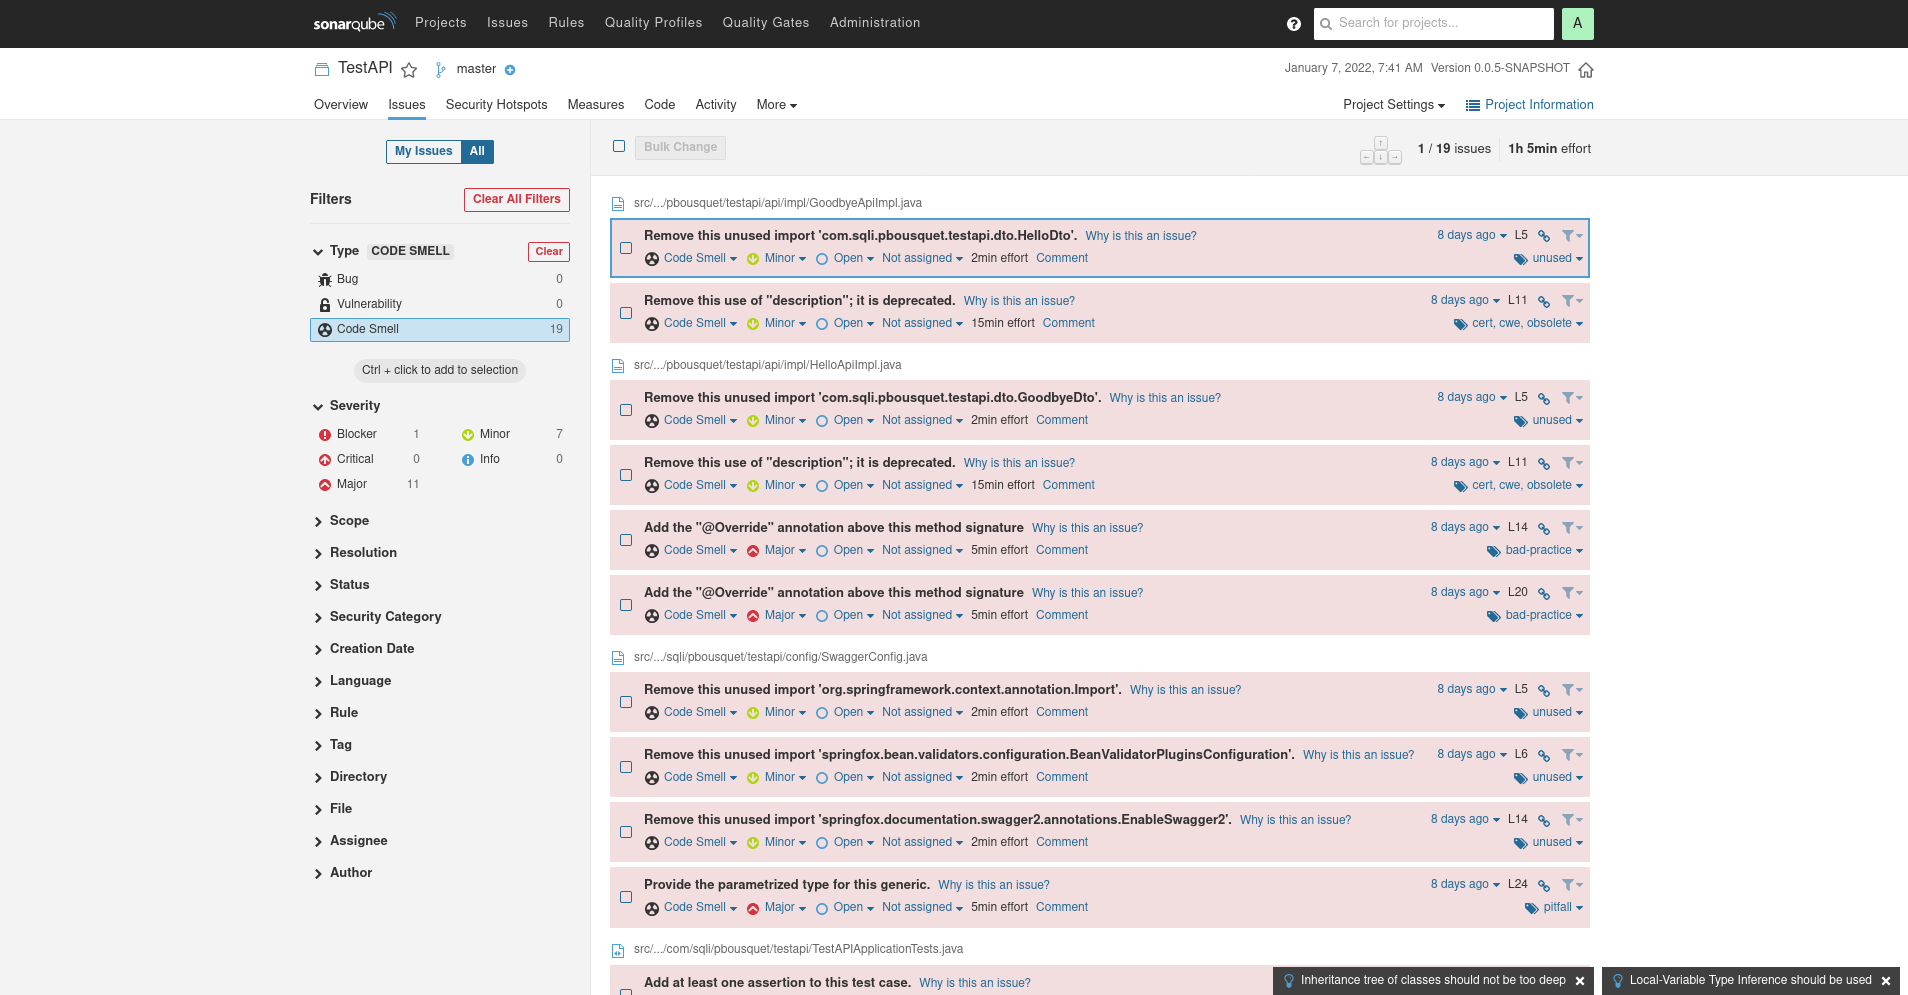 sonarqube Projects Issues Rules Quality Profiles Quality Gates Administration ? Search for projects... A
TestAPI master January 7, 2022, 7:41 AM Version 0.0.5-SNAPSHOT
Overview Issues Security Hotspots Measures Code Activity More Project Settings Project Information
My Issues All
Filters Clear All Filters
Type CODE SMELL Clear
Bug 0
Vulnerability 0
Code Smell 19
Ctrl + click to add to selection
Severity
Blocker 1 Minor 7
Critical 0 Info 0
Major 11
Scope
Resolution
Status
Security Category
Creation Date
Language
Rule
Tag
Directory
File
Assignee
Author
Bulk Change 1 / 19 issues 1h 5min effort
src/.../pbousquet/testapi/api/impl/GoodbyeApiImpl.java
Remove this unused import 'com.sqli.pbousquet.testapi.dto.HelloDto'. Why is this an issue? 8 days ago L5
Code Smell Minor Open Not assigned 2min effort Comment unused
Remove this use of "description"; it is deprecated. Why is this an issue? 8 days ago L11
Code Smell Minor Open Not assigned 15min effort Comment cert, cwe, obsolete
src/.../pbousquet/testapi/api/impl/HelloApiImpl.java
Remove this unused import 'com.sqli.pbousquet.testapi.dto.GoodbyeDto'. Why is this an issue? 8 days ago L5
Code Smell Minor Open Not assigned 2min effort Comment unused
Remove this use of "description"; it is deprecated. Why is this an issue? 8 days ago L11
Code Smell Minor Open Not assigned 15min effort Comment cert, cwe, obsolete
Add the "@Override" annotation above this method signature Why is this an issue? 8 days ago L14
Code Smell Major Open Not assigned 5min effort Comment bad-practice
Add the "@Override" annotation above this method signature Why is this an issue? 8 days ago L20
Code Smell Major Open Not assigned 5min effort Comment bad-practice
src/.../sqli/pbousquet/testapi/config/SwaggerConfig.java
Remove this unused import 'org.springframework.context.annotation.Import'. Why is this an issue? 8 days ago L5
Code Smell Minor Open Not assigned 2min effort Comment unused
Remove this unused import 'springfox.bean.validators.configuration.BeanValidatorPluginsConfiguration'. Why is this an issue? 8 days ago L6
Code Smell Minor Open Not assigned 2min effort Comment unused
Remove this unused import 'springfox.documentation.swagger2.annotations.EnableSwagger2'. Why is this an issue? 8 days ago L14
Code Smell Minor Open Not assigned 2min effort Comment unused
Provide the parametrized type for this generic. Why is this an issue? 8 days ago L24
Code Smell Major Open Not assigned 5min effort Comment pitfall
src/.../com/sqli/pbousquet/testapi/TestAPIApplicationTests.java
Add at least one assertion to this test case. Why is this an issue?
Inheritance tree of classes should not be too deep
Local-Variable Type Inference should be used